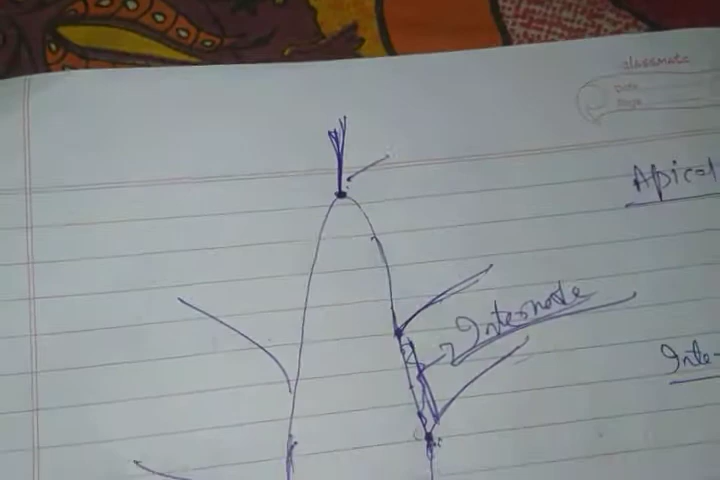 classmate
Date
Page
Apical
Internode
Inte-